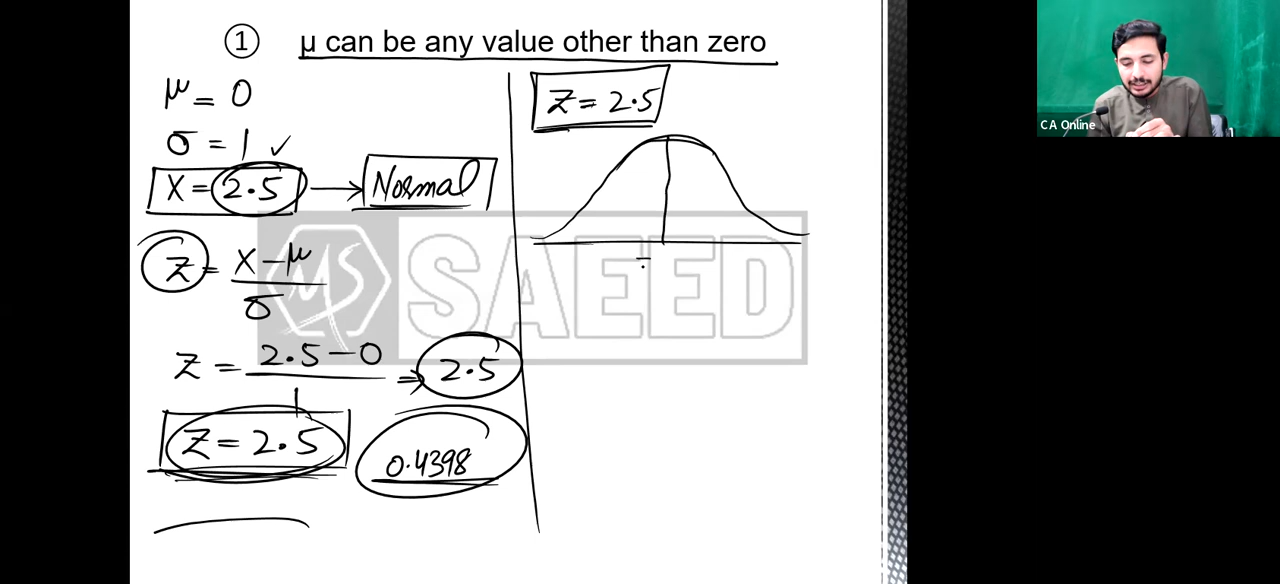 ① μ can be any value other than zero
μ = 0
σ = 1 ✓
X = 2.5 → Normal
Z = X - μ / σ
Z = 2.5 - 0 / 1 ⇒ 2.5
Z = 2.5
0.4398
Z = 2.5
MS SAEED
CA Online